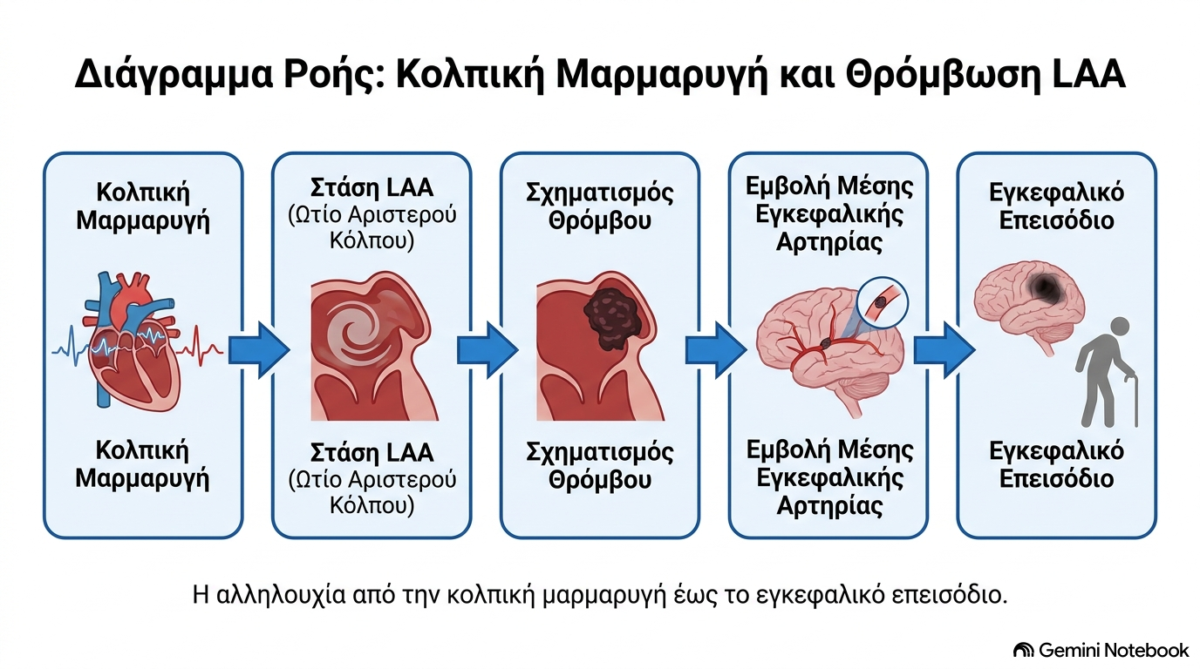 Διάγραμμα Ροής: Κολπική Μαρμαρυγή και Θρόμβωση LAA
Κολπική
Μαρμαρυγή
Κολπική
Μαρμαρυγή
Στάση LAA
(Ωτίο Αριστερού
Κόλπου)
Στάση LAA
(Ωτίο Αριστερού
Κόλπου)
Σχηματισμός
Θρόμβου
Σχηματισμός
Θρόμβου
Εμβολή Μέσης
Εγκεφαλικής
Αρτηρίας
Εμβολή Μέσης
Εγκεφαλικής
Αρτηρίας
Εγκεφαλικό
Επεισόδιο
Εγκεφαλικό
Επεισόδιο
Η αλληλουχία από την κολπική μαρμαρυγή έως το εγκεφαλικό επεισόδιο.
Gemini Notebook